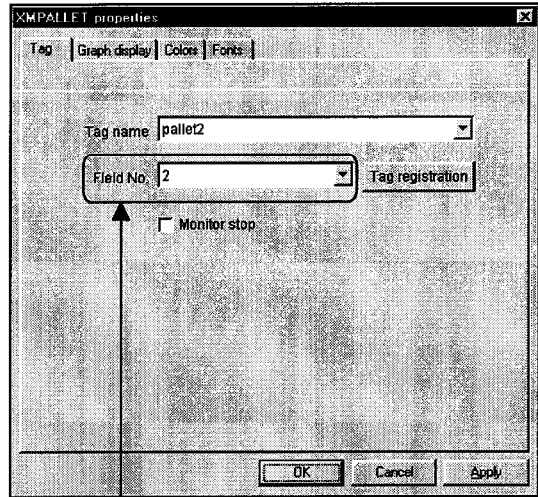 XMPALLET properties
Tag Graph display Colors Fonts
Tag name pallet2
Field No. 2 Tag registration
Monitor stop
OK Cancel Apply